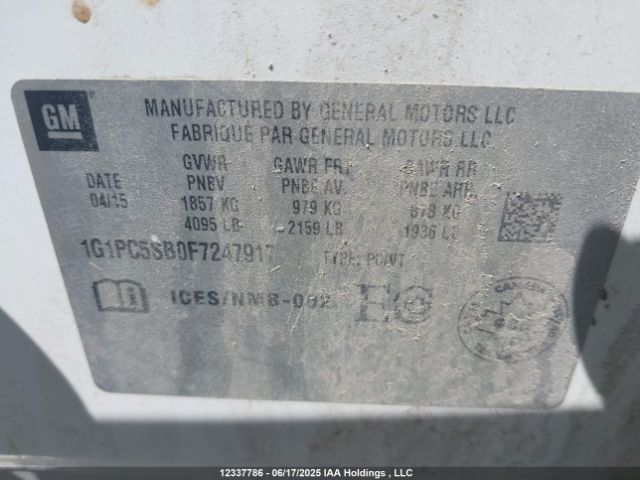 GM
MANUFACTURED BY GENERAL MOTORS LLC
FABRIQUÉ PAR GENERAL MOTORS LLC
GVWR GAWR FRT GAWR RR
DATE PNBV PNBE AV. PNBE ARR.
04/15 1857 KG 979 KG 878 KG
4095 LB 2159 LB 1936 LB
1G1PC5SB0F7247917 TYPE: PC/VT
ICES/NMB-002
CANADA
12337786 - 06/17/2025 IAA Holdings , LLC